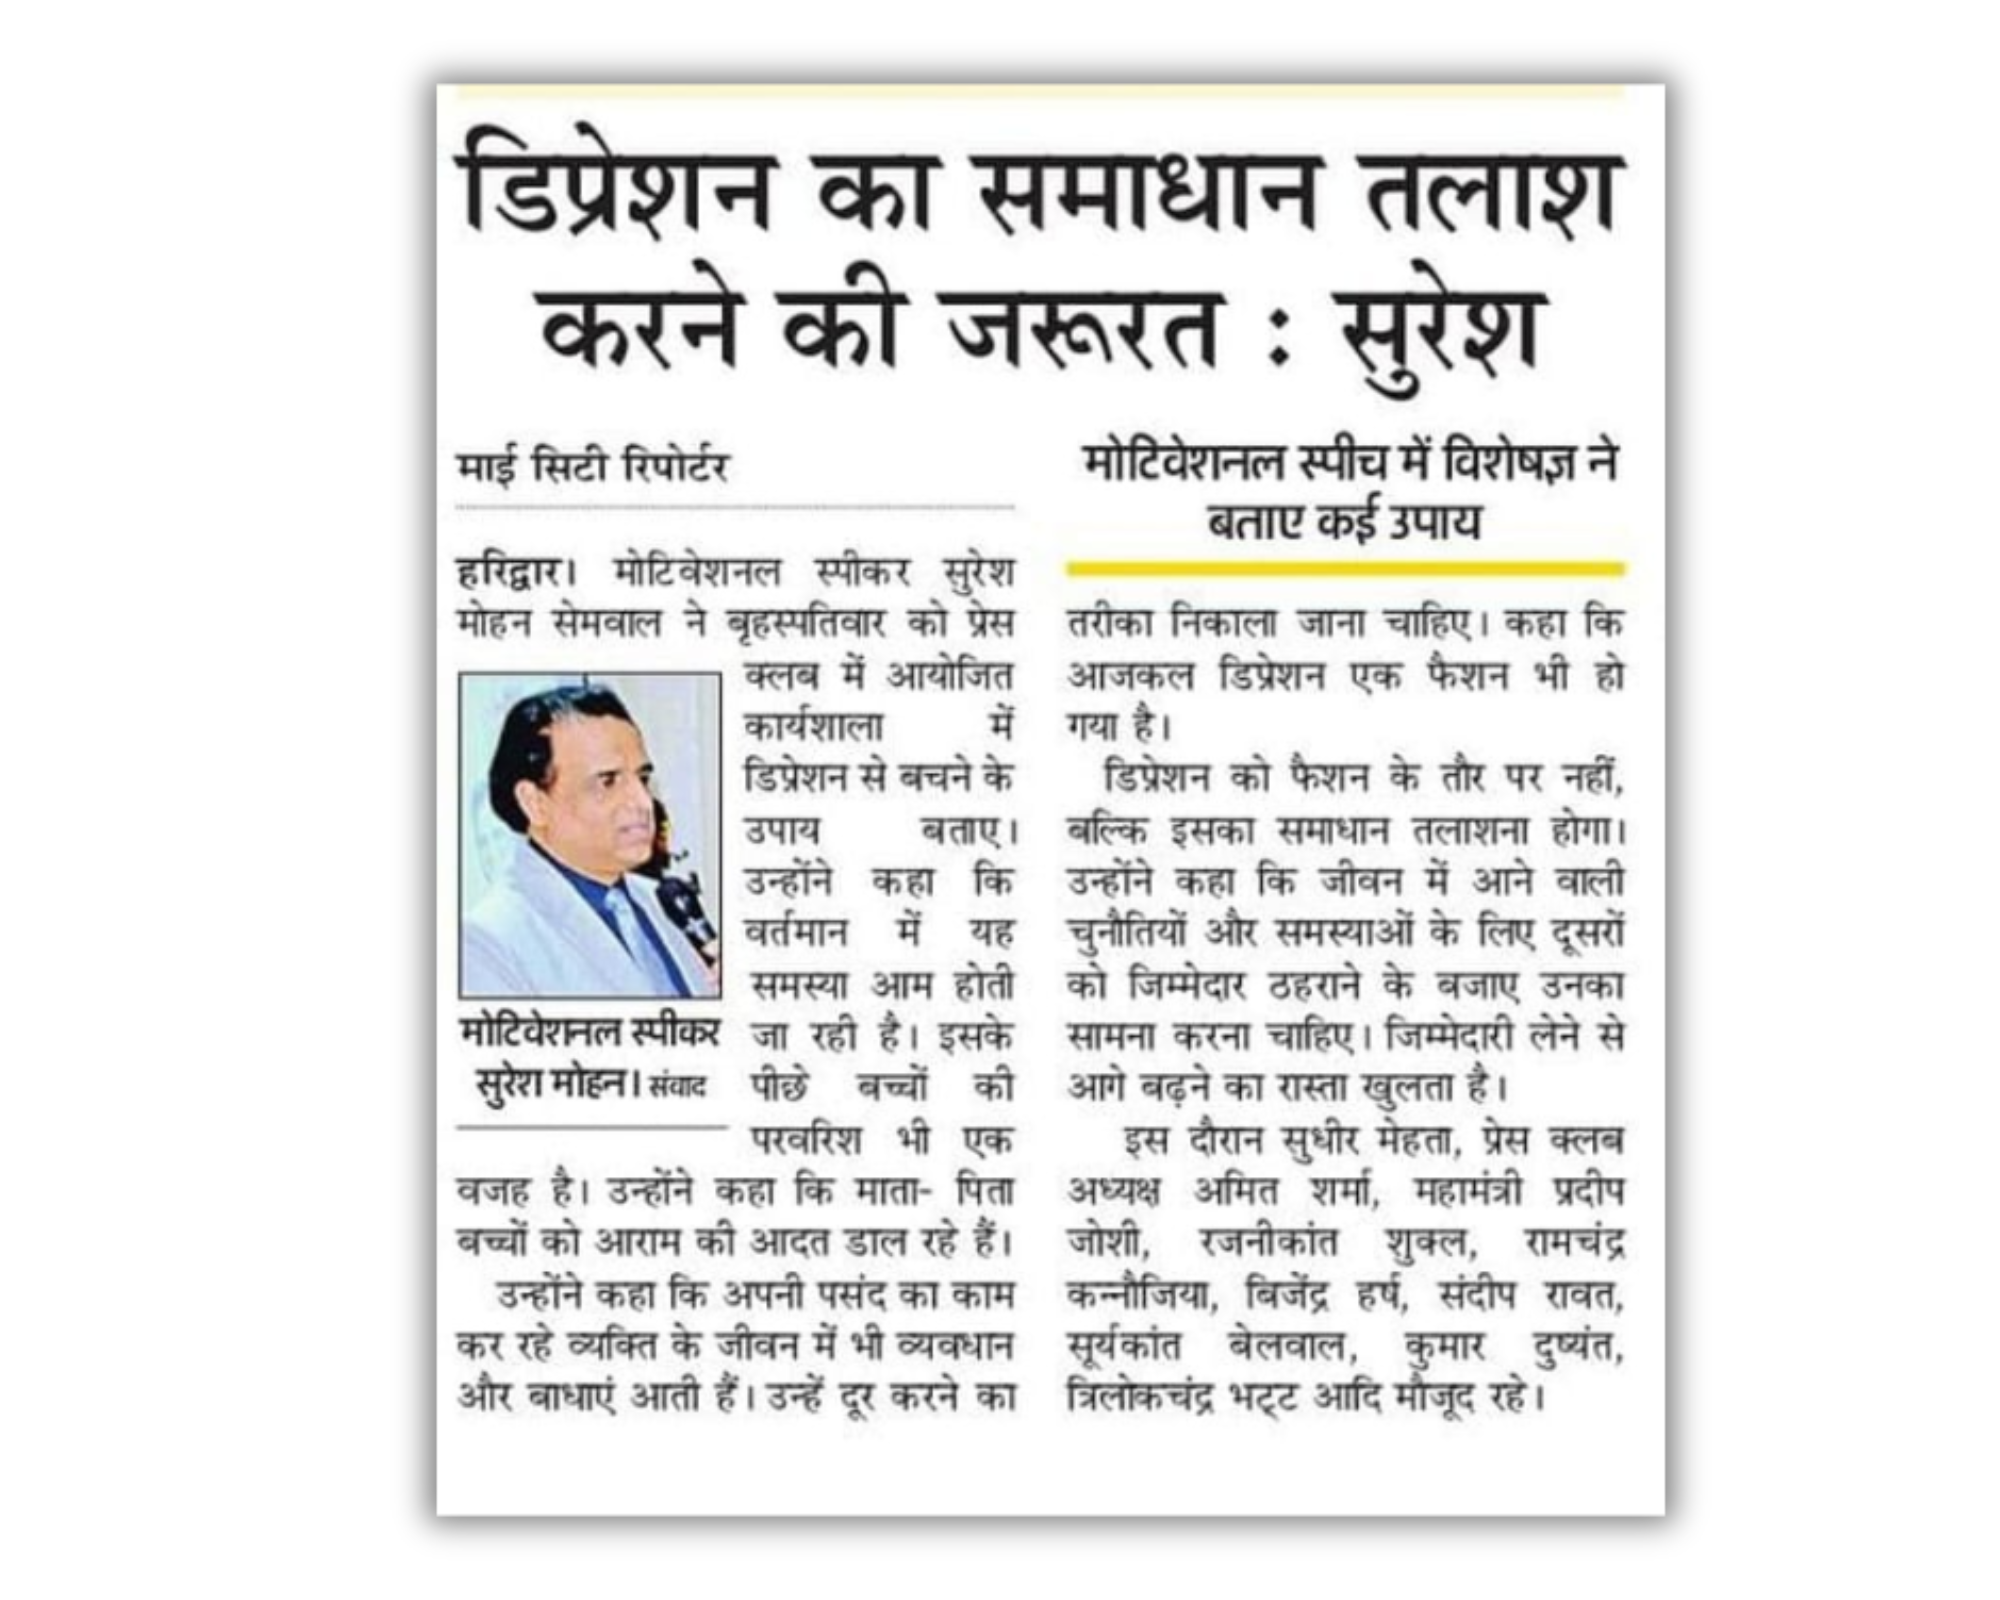 डिप्रेशन का समाधान तलाश
करने की जरूरत : सुरेश
माई सिटी रिपोर्टर
हरिद्वार। मोटिवेशनल स्पीकर सुरेश
मोहन सेमवाल ने बृहस्पतिवार को प्रेस
क्लब में आयोजित
कार्यशाला में
डिप्रेशन से बचने के
उपाय बताए।
उन्होंने कहा कि
वर्तमान में यह
समस्या आम होती
जा रही है। इसके
पीछे बच्चों की
परवरिश भी एक
मोटिवेशनल स्पीकर
सुरेश मोहन। संवाद
वजह है। उन्होंने कहा कि माता- पिता
बच्चों को आराम की आदत डाल रहे हैं।
उन्होंने कहा कि अपनी पसंद का काम
कर रहे व्यक्ति के जीवन में भी व्यवधान
और बाधाएं आती हैं। उन्हें दूर करने का
मोटिवेशनल स्पीच में विशेषज्ञ ने
बताए कई उपाय
तरीका निकाला जाना चाहिए। कहा कि
आजकल डिप्रेशन एक फैशन भी हो
गया है।
डिप्रेशन को फैशन के तौर पर नहीं,
बल्कि इसका समाधान तलाशना होगा।
उन्होंने कहा कि जीवन में आने वाली
चुनौतियों और समस्याओं के लिए दूसरों
को जिम्मेदार ठहराने के बजाए उनका
सामना करना चाहिए। जिम्मेदारी लेने से
आगे बढ़ने का रास्ता खुलता है।
इस दौरान सुधीर मेहता, प्रेस क्लब
अध्यक्ष अमित शर्मा, महामंत्री प्रदीप
जोशी, रजनीकांत शुक्ल, रामचंद्र
कन्नौजिया, बिजेंद्र हर्ष, संदीप रावत,
सूर्यकांत बेलवाल, कुमार दुष्यंत,
त्रिलोकचंद्र भट्ट आदि मौजूद रहे।